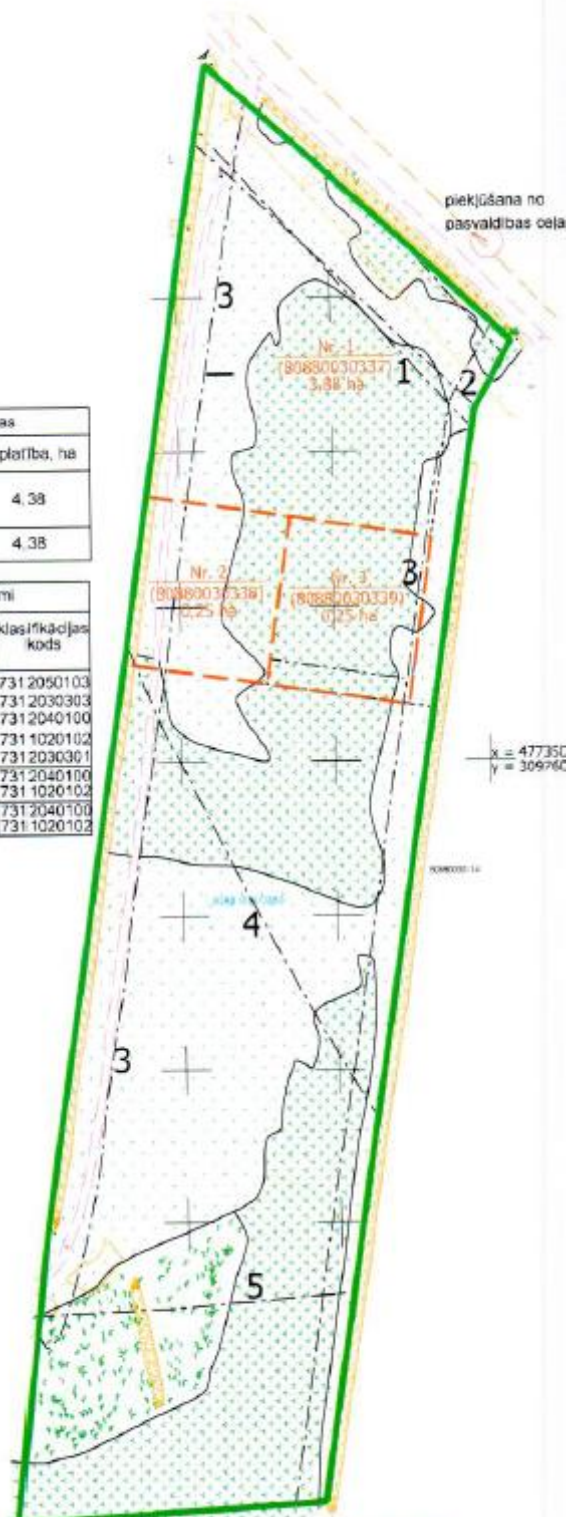 piekļūšana no
pasvaldības ceļa
3
Nr. 1
(80880030337)
3,88 ha
1
2
platība, ha
4,38
4,38
Nr. 2
(80880030338)
0,25 ha
Nr. 3
(80880030339)
0,25 ha
3
klasifikācijas
kods
7312050103
7312030303
7312040100
7311020102
7312030301
7312040100
7311020102
7312040100
7311020102
x = 477350
y = 309760
4
3
5